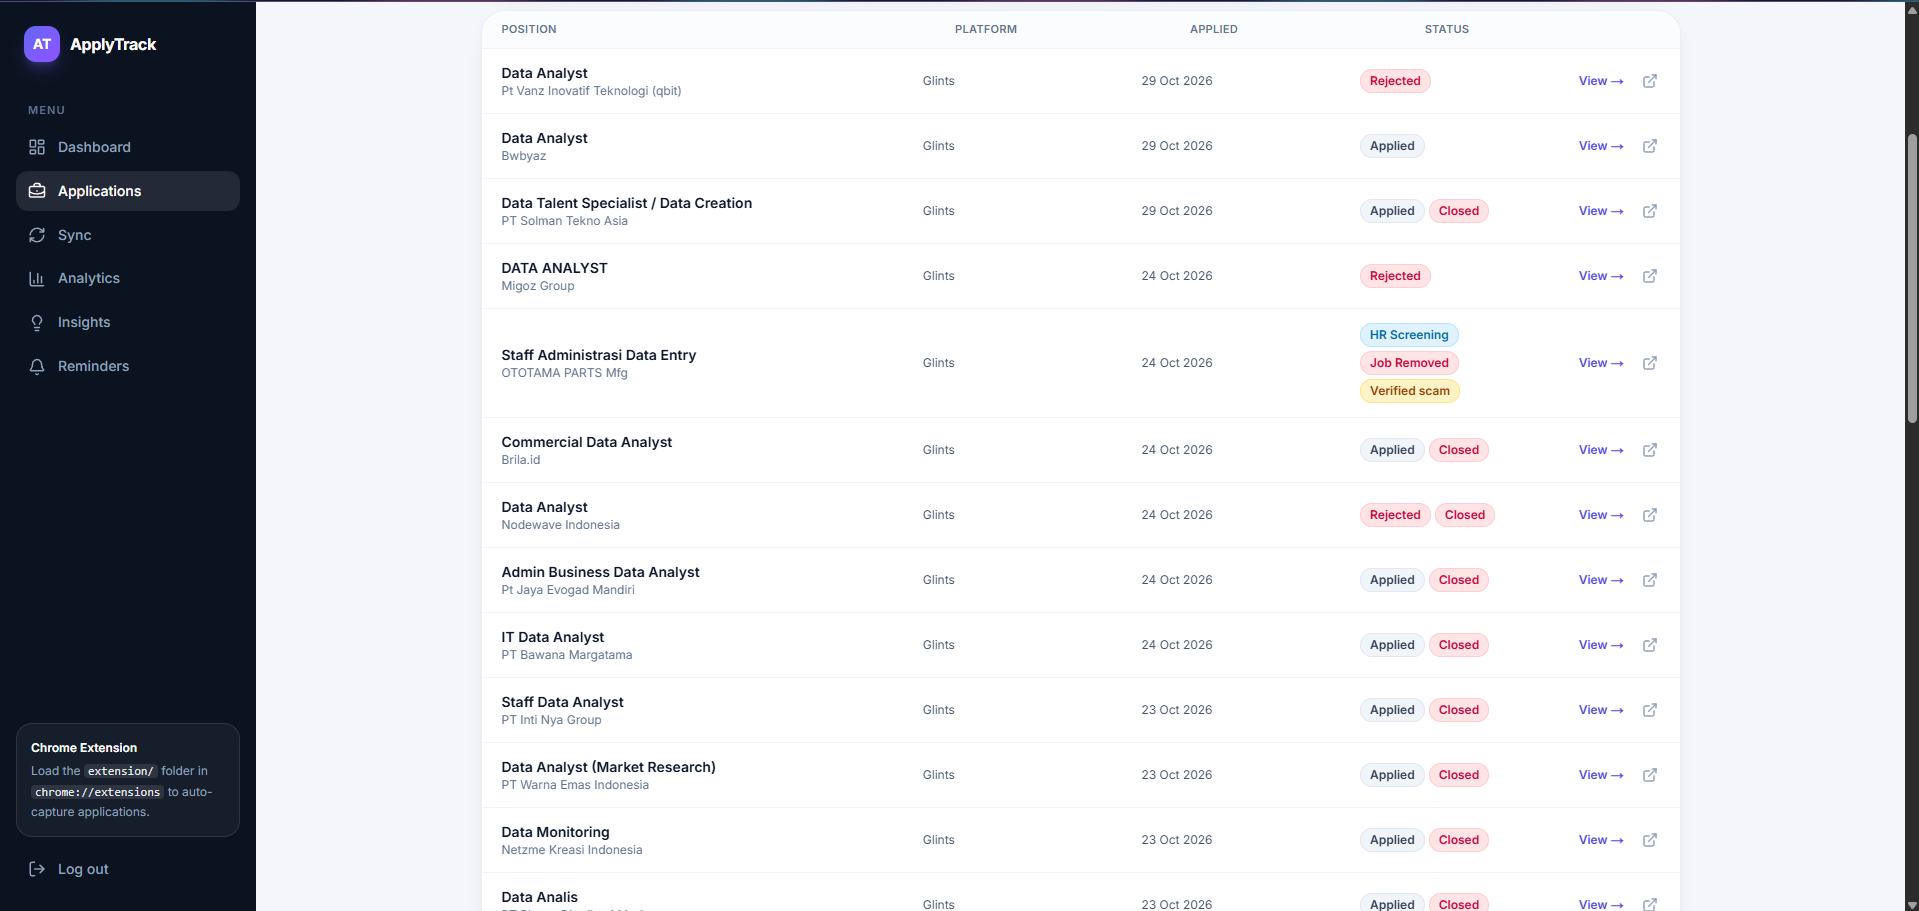 AT ApplyTrack
MENU
Dashboard
Applications
Sync
Analytics
Insights
Reminders
Chrome Extension
Load the extension/ folder in
chrome://extensions to auto-
capture applications.
Log out
POSITION PLATFORM APPLIED STATUS
Data Analyst
Pt Vanz Inovatif Teknologi (qbit)
Glints 29 Oct 2026 Rejected View →
Data Analyst
Bwbyaz
Glints 29 Oct 2026 Applied View →
Data Talent Specialist / Data Creation
PT Solman Tekno Asia
Glints 29 Oct 2026 Applied Closed View →
DATA ANALYST
Migoz Group
Glints 24 Oct 2026 Rejected View →
Staff Administrasi Data Entry
OTOTAMA PARTS Mfg
Glints 24 Oct 2026 HR Screening
Job Removed
Verified scam
View →
Commercial Data Analyst
Brila.id
Glints 24 Oct 2026 Applied Closed View →
Data Analyst
Nodewave Indonesia
Glints 24 Oct 2026 Rejected Closed View →
Admin Business Data Analyst
Pt Jaya Evogad Mandiri
Glints 24 Oct 2026 Applied Closed View →
IT Data Analyst
PT Bawana Margatama
Glints 24 Oct 2026 Applied Closed View →
Staff Data Analyst
PT Inti Nya Group
Glints 23 Oct 2026 Applied Closed View →
Data Analyst (Market Research)
PT Warna Emas Indonesia
Glints 23 Oct 2026 Applied Closed View →
Data Monitoring
Netzme Kreasi Indonesia
Glints 23 Oct 2026 Applied Closed View →
Data Analis
Glints 23 Oct 2026 Applied Closed View →